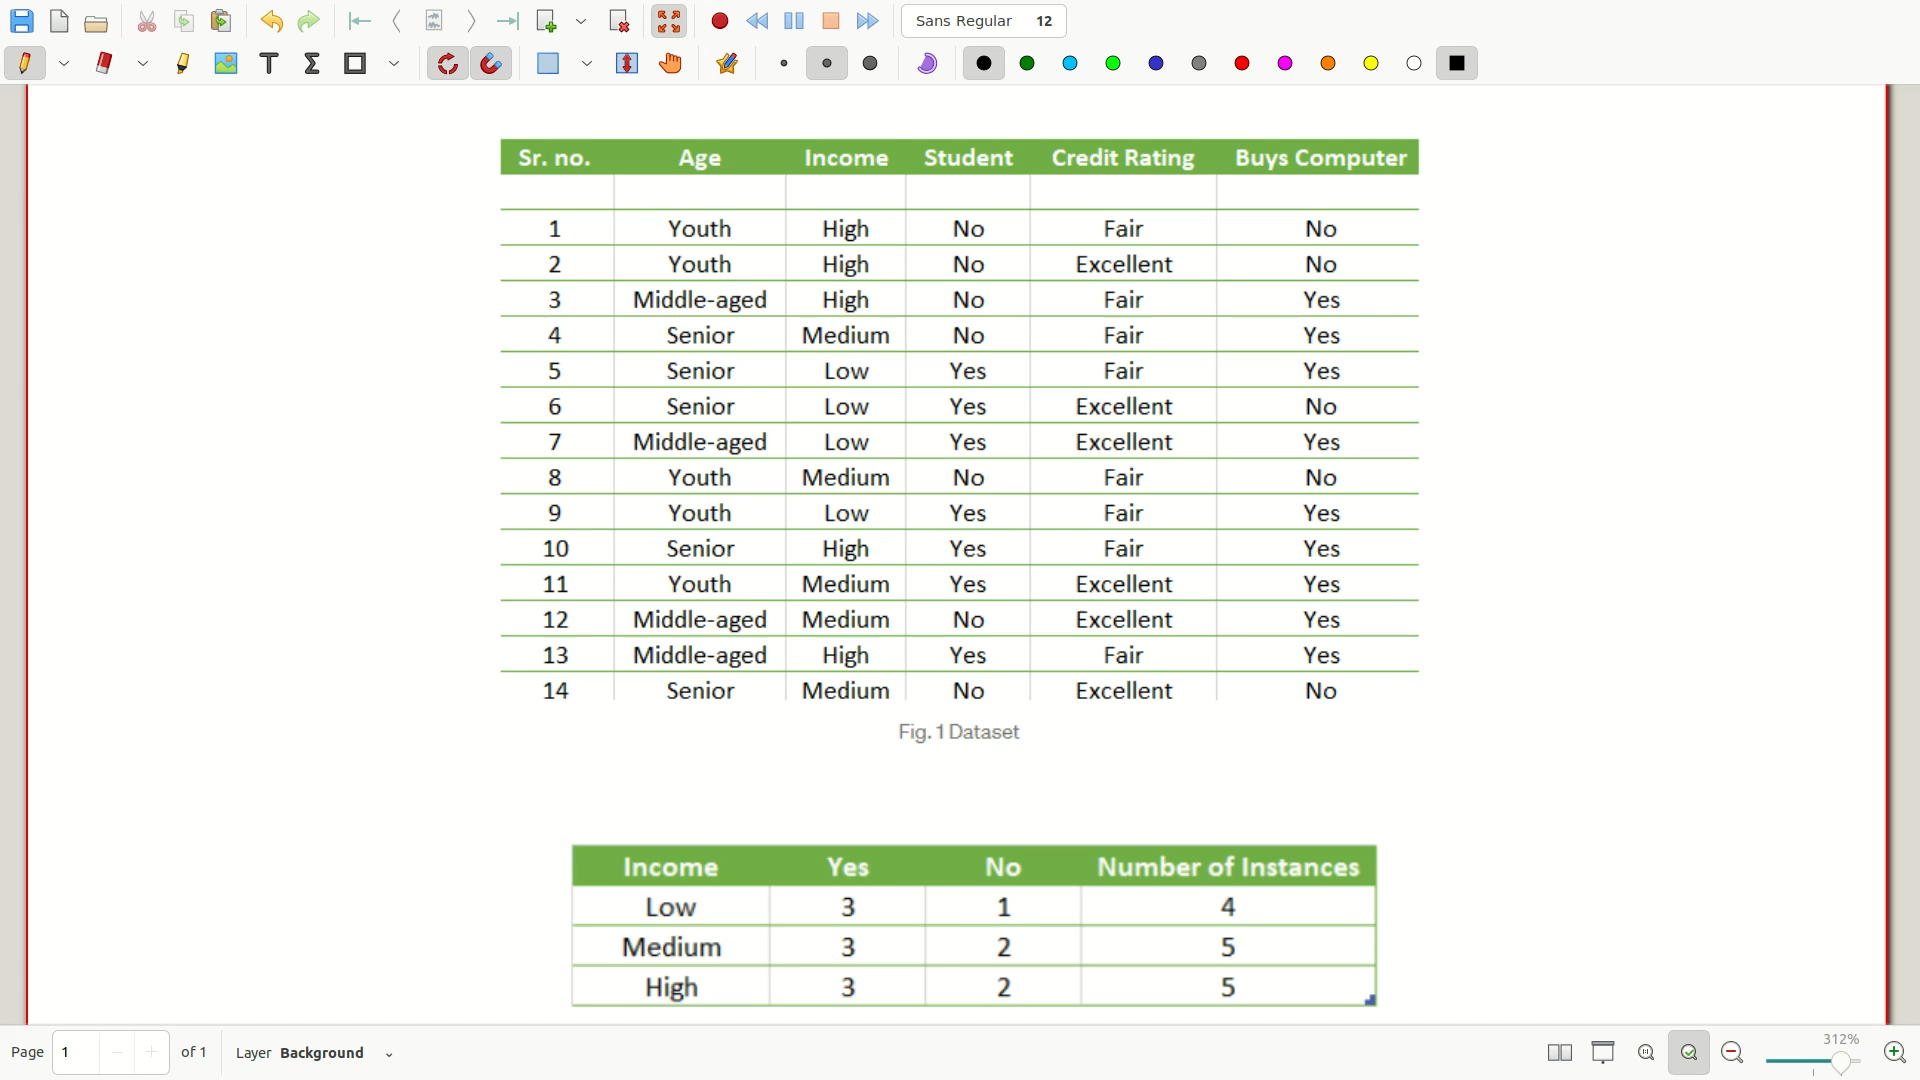 Sans Regular 12
Sr. no. Age Income Student Credit Rating Buys Computer
1 Youth High No Fair No
2 Youth High No Excellent No
3 Middle-aged High No Fair Yes
4 Senior Medium No Fair Yes
5 Senior Low Yes Fair Yes
6 Senior Low Yes Excellent No
7 Middle-aged Low Yes Excellent Yes
8 Youth Medium No Fair No
9 Youth Low Yes Fair Yes
10 Senior High Yes Fair Yes
11 Youth Medium Yes Excellent Yes
12 Middle-aged Medium No Excellent Yes
13 Middle-aged High Yes Fair Yes
14 Senior Medium No Excellent No
Fig. 1 Dataset
Income Yes No Number of Instances
Low 3 1 4
Medium 3 2 5
High 3 2 5
Page 1 of 1 Layer Background 312%